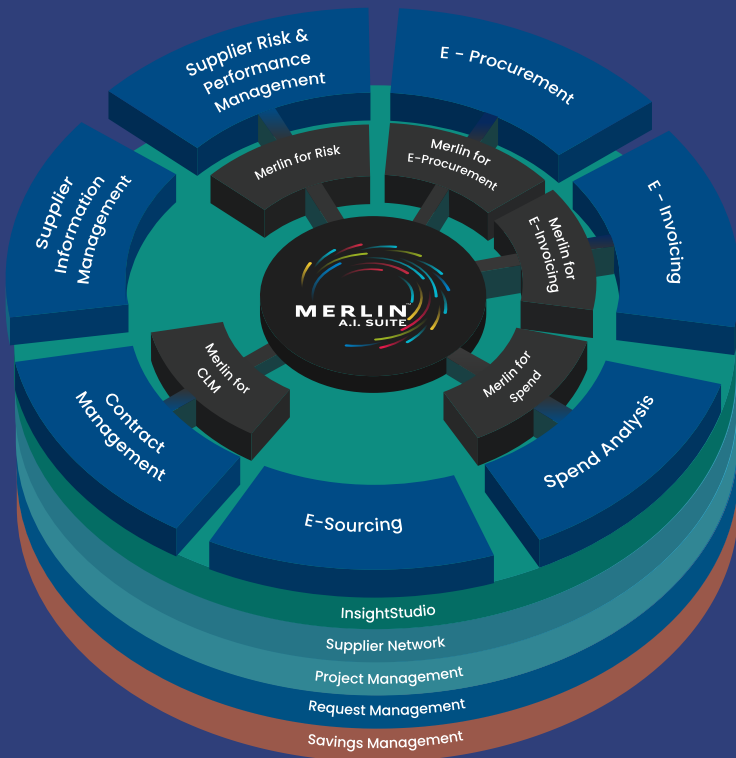 Supplier Risk &
Performance
Management
E - Procurement
E - Invoicing
Spend Analysis
E-Sourcing
Contract
Management
Supplier
Information
Management
Merlin for Risk
Merlin for
E-Procurement
Merlin for
E-Invoicing
Merlin for
Spend
Merlin for
CLM
MERLIN™
A.I. SUITE
InsightStudio
Supplier Network
Project Management
Request Management
Savings Management